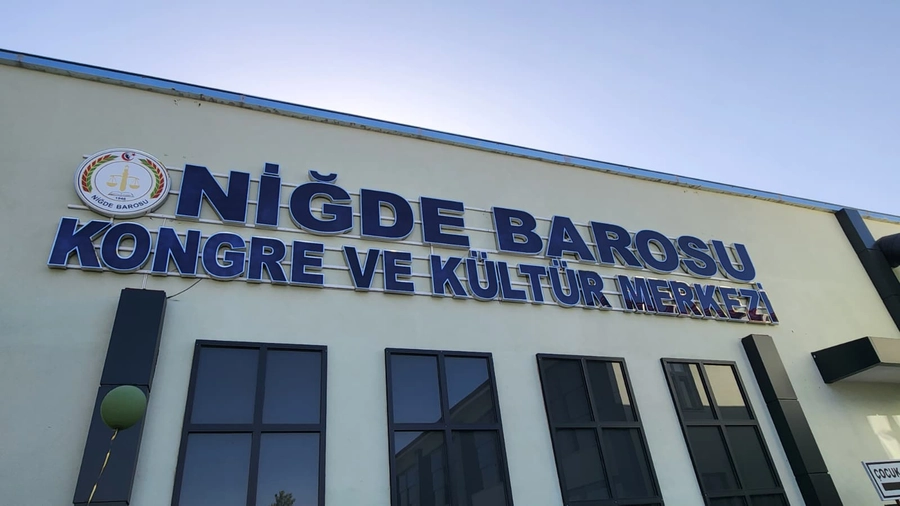 NİĞDE BAROSU
KONGRE VE KÜLTÜR MERKEZİ
NİĞDE BAROSU
ÇOCUK